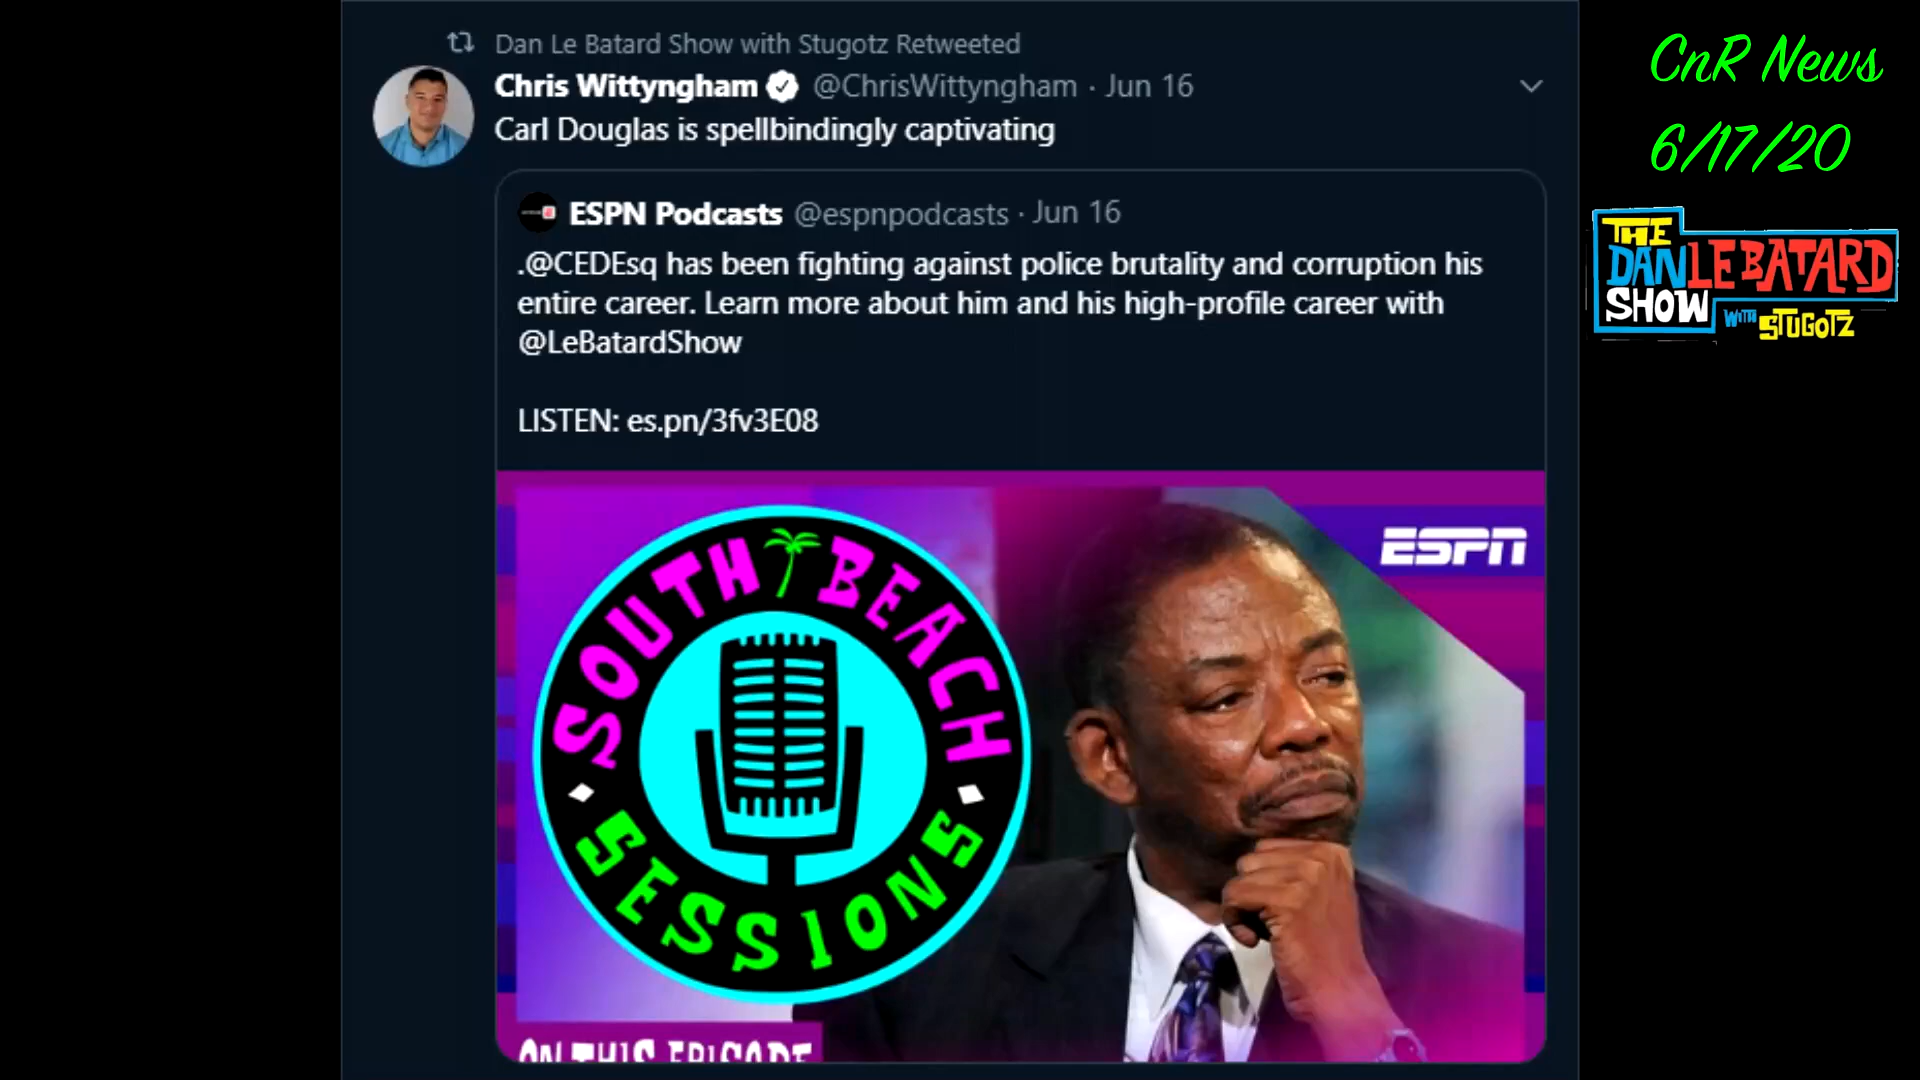 Dan Le Batard Show with Stugotz Retweeted
Chris Wittyngham @ChrisWittyngham · Jun 16
Carl Douglas is spellbindingly captivating
ESPN Podcasts @espnpodcasts · Jun 16
.@CEDEsq has been fighting against police brutality and corruption his
entire career. Learn more about him and his high-profile career with
@LeBatardShow
LISTEN: es.pn/3fv3E08
ESPN
SOUTH BEACH
SESSIONS
ON THIS EPISODE
CnR News
6/17/20
THE
DAN LE BATARD
SHOW WITH STUGOTZ